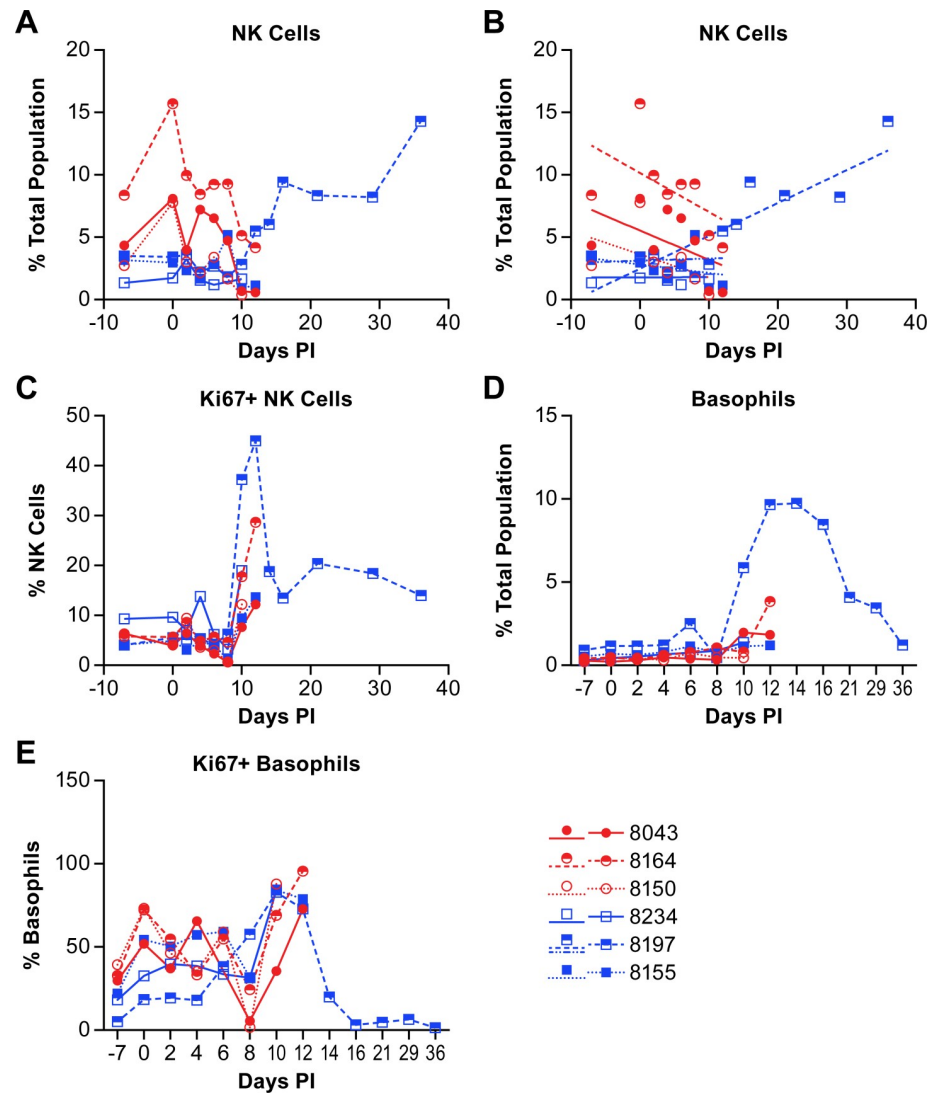 A
NK Cells
% Total Population
20
15
10
5
0
-10 0 10 20 30 40
Days PI
B
NK Cells
% Total Population
20
15
10
5
0
-10 0 10 20 30 40
Days PI
C
Ki67+ NK Cells
% NK Cells
50
40
30
20
10
0
-10 0 10 20 30 40
Days PI
D
Basophils
% Total Population
15
10
5
0
-7 0 2 4 6 8 10 12 14 16 21 29 36
Days PI
E
Ki67+ Basophils
% Basophils
150
100
50
0
-7 0 2 4 6 8 10 12 14 16 21 29 36
Days PI
8043
8164
8150
8234
8197
8155